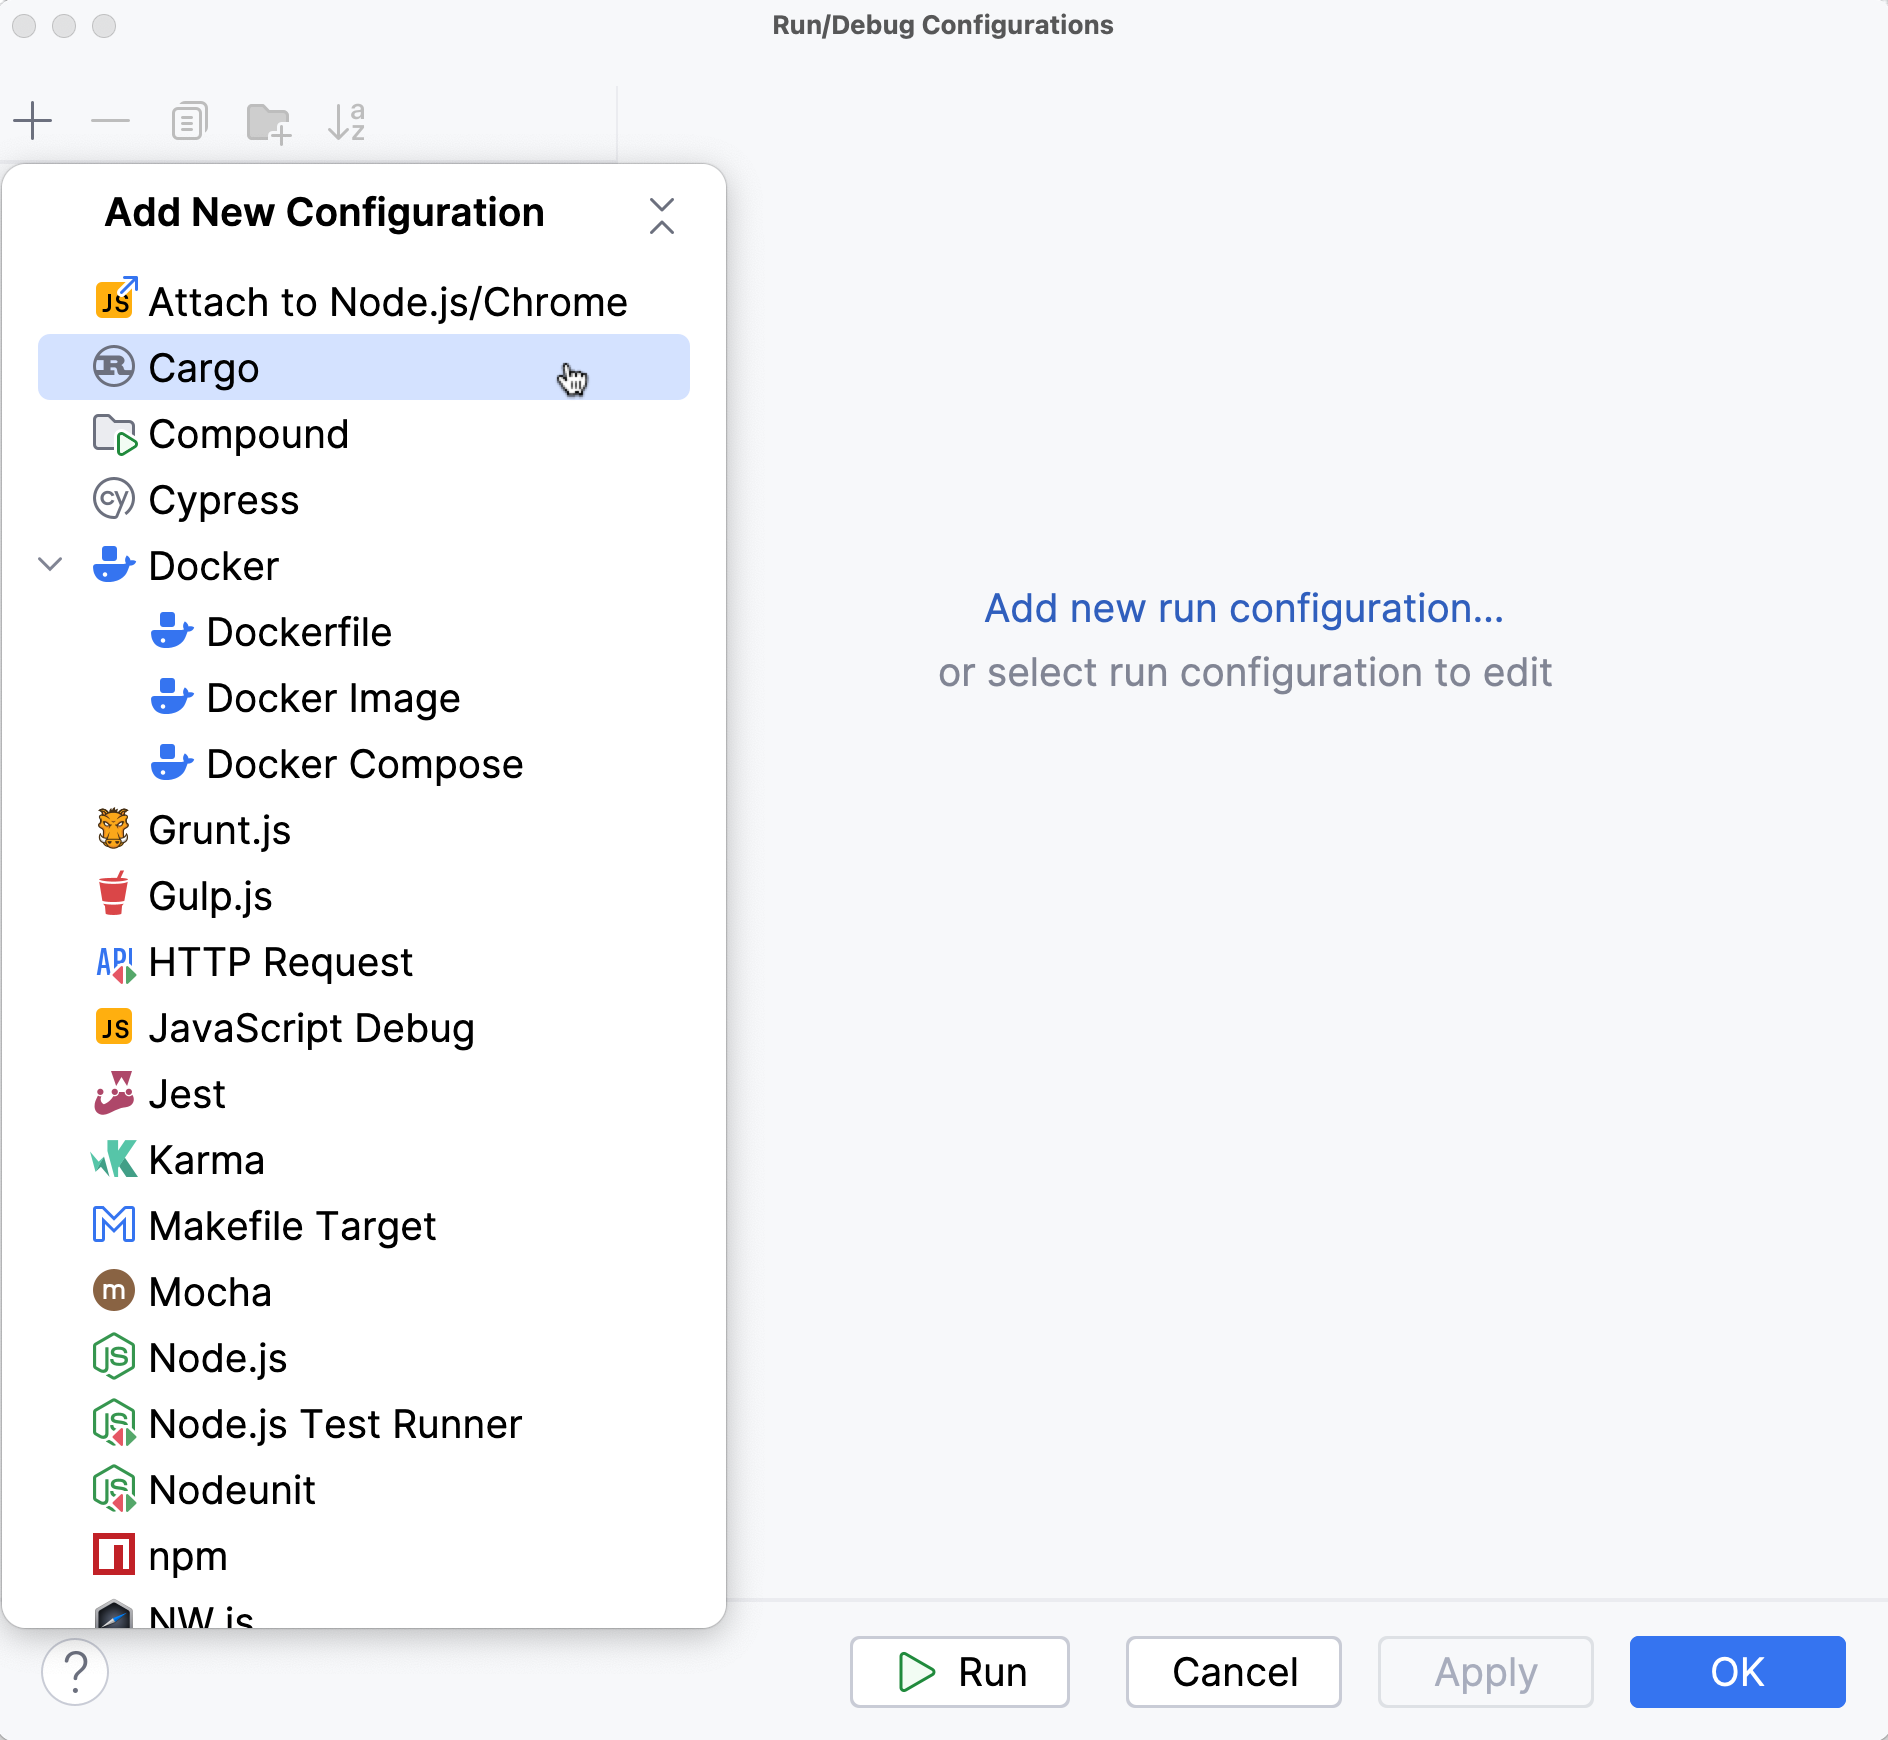 Run/Debug Configurations
Add New Configuration
Attach to Node.js/Chrome
Cargo
Compound
Cypress
Docker
Dockerfile
Docker Image
Docker Compose
Grunt.js
Gulp.js
HTTP Request
JavaScript Debug
Jest
Karma
Makefile Target
Mocha
Node.js
Node.js Test Runner
Nodeunit
npm
NW.js
Add new run configuration...
or select run configuration to edit
?
Run
Cancel
Apply
OK